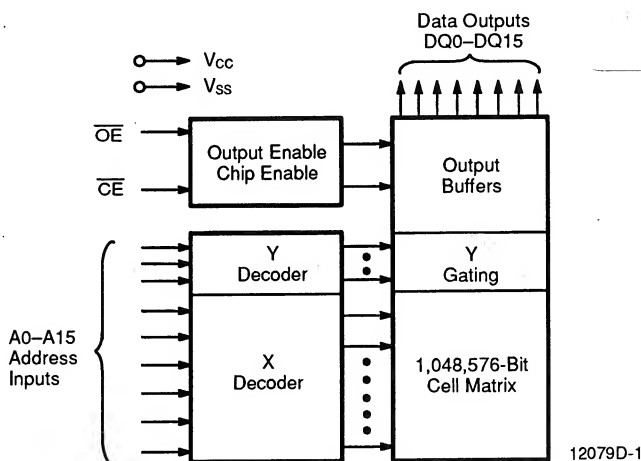 Data Outputs
DQ0–DQ15
VCC
VSS
OE
CE
Output Enable
Chip Enable
Output
Buffers
Y
Decoder
Y
Gating
A0–A15
Address
Inputs
X
Decoder
1,048,576-Bit
Cell Matrix
12079D-1